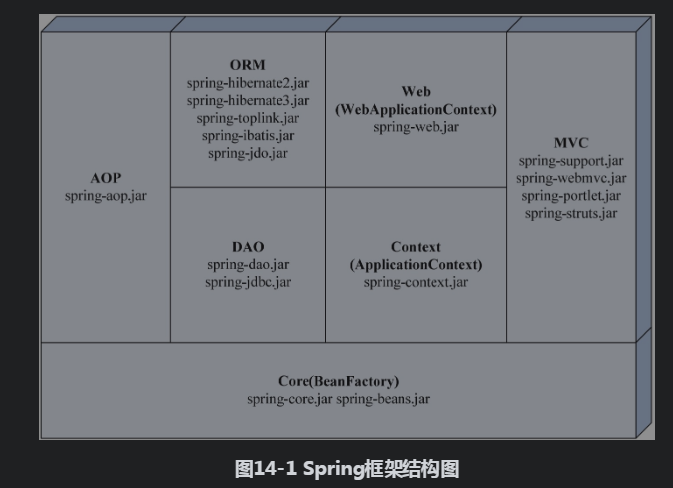 AOP
spring-aop.jar
ORM
spring-hibernate2.jar
spring-hibernate3.jar
spring-toplink.jar
spring-ibatis.jar
spring-jdo.jar
DAO
spring-dao.jar
spring-jdbc.jar
Web
(WebApplicationContext)
spring-web.jar
Context
(ApplicationContext)
spring-context.jar
MVC
spring-support.jar
spring-webmvc.jar
spring-portlet.jar
spring-struts.jar
Core(BeanFactory)
spring-core.jar spring-beans.jar
图14-1 Spring框架结构图